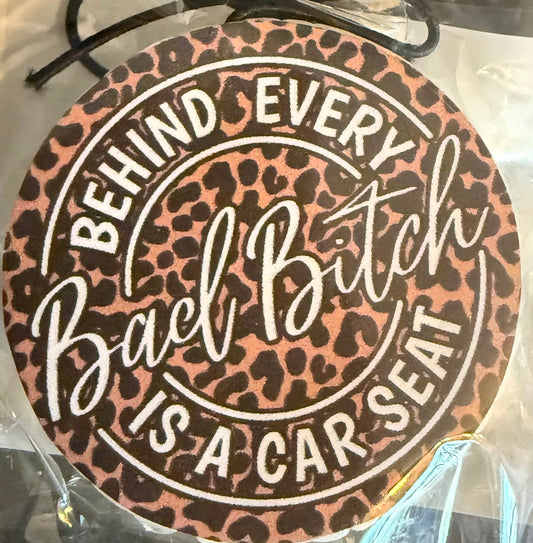 BEHIND EVERY
Bad Bitch
IS A CAR SEAT